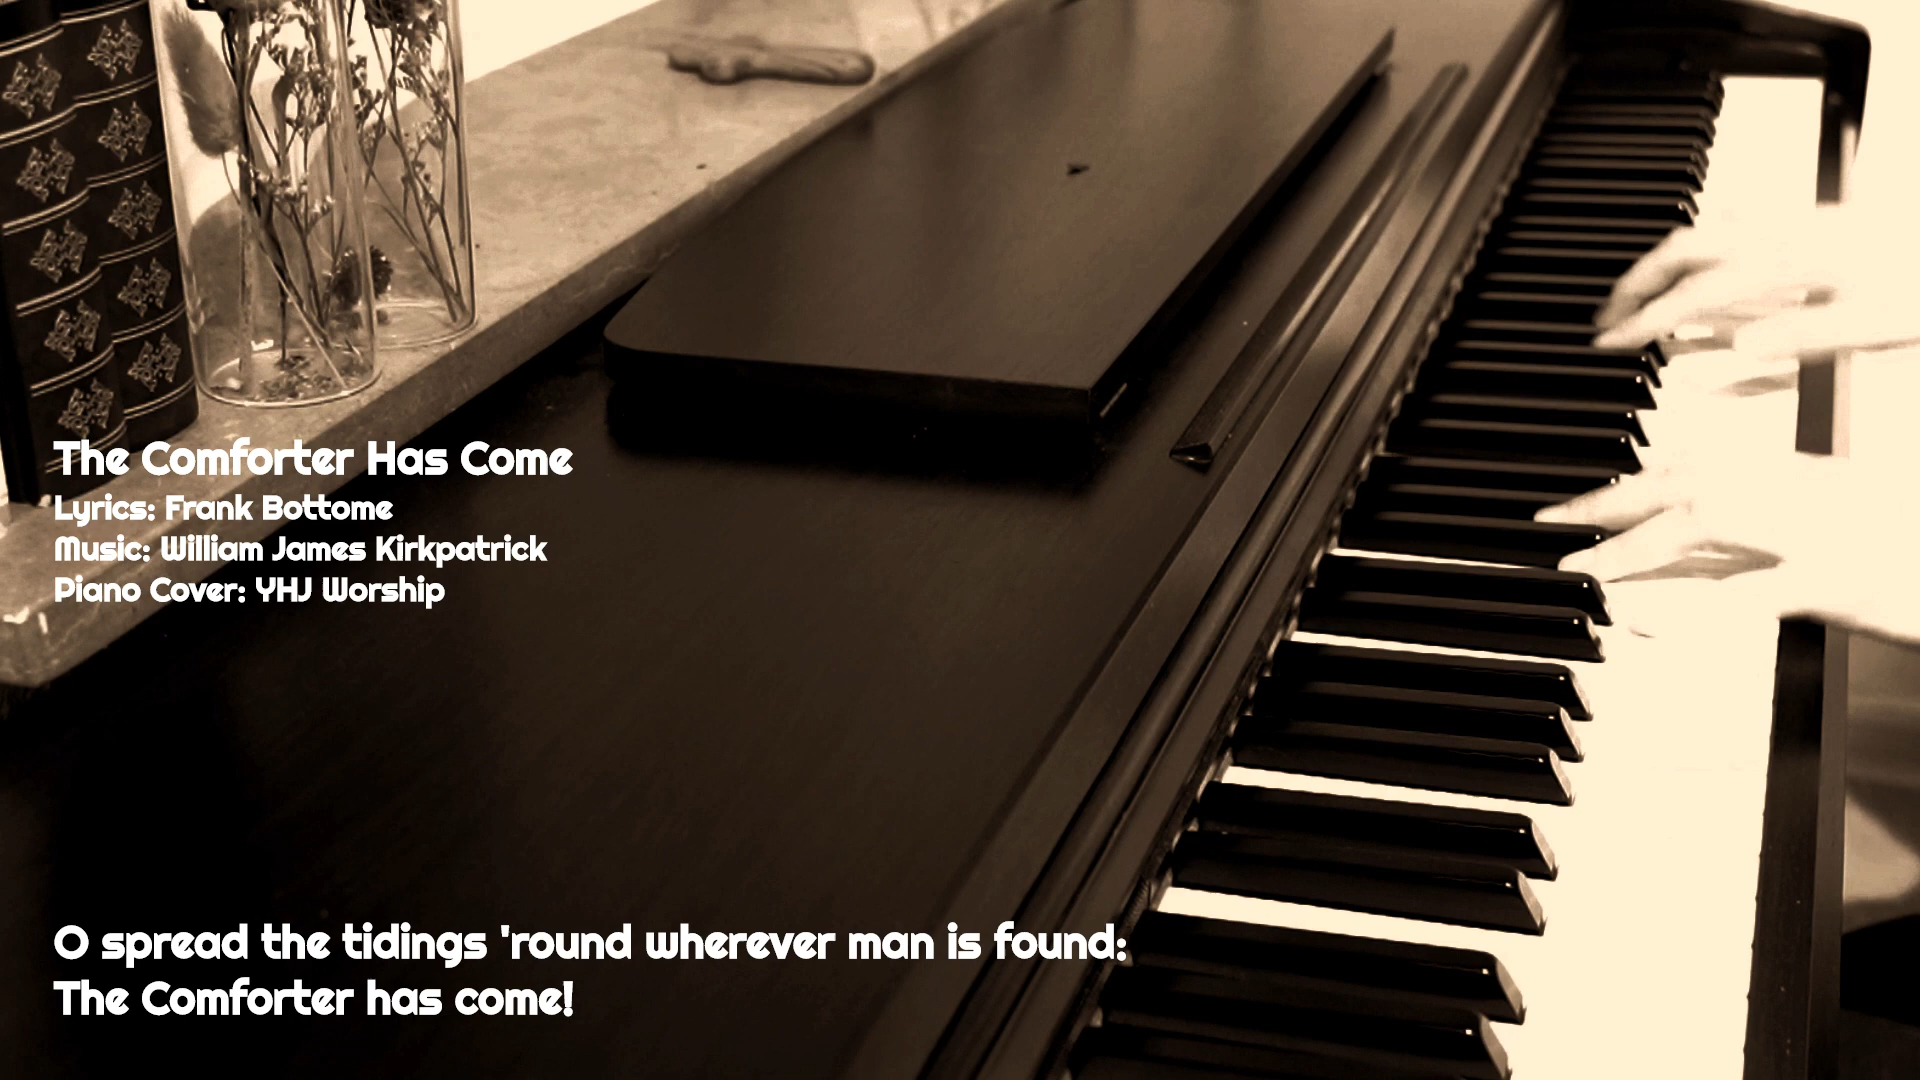 The Comforter Has Come
Lyrics: Frank Bottome
Music: William James Kirkpatrick
Piano Cover: YHJ Worship
O spread the tidings 'round wherever man is found:
The Comforter has come!